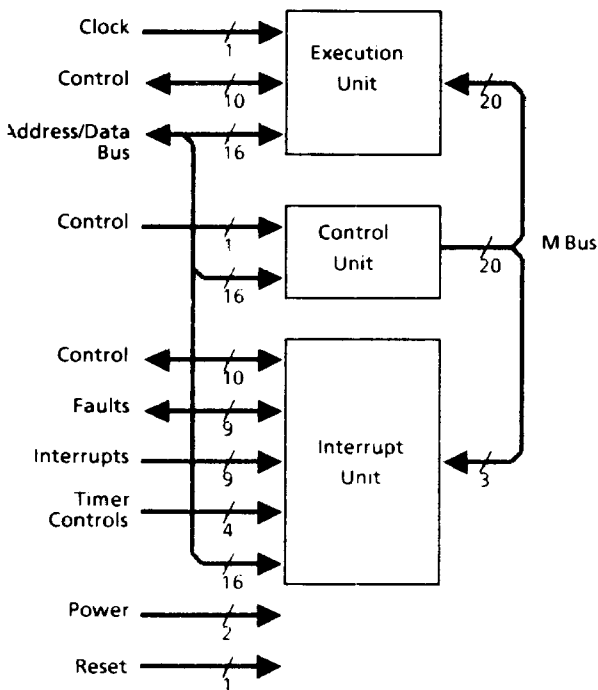 Clock
1
Execution
Unit
Control
10
20
Address/Data
Bus
16
Control
1
Control
Unit
20
M Bus
16
Control
10
Faults
9
Interrupts
9
Interrupt
Unit
3
Timer
Controls
4
16
Power
2
Reset
1